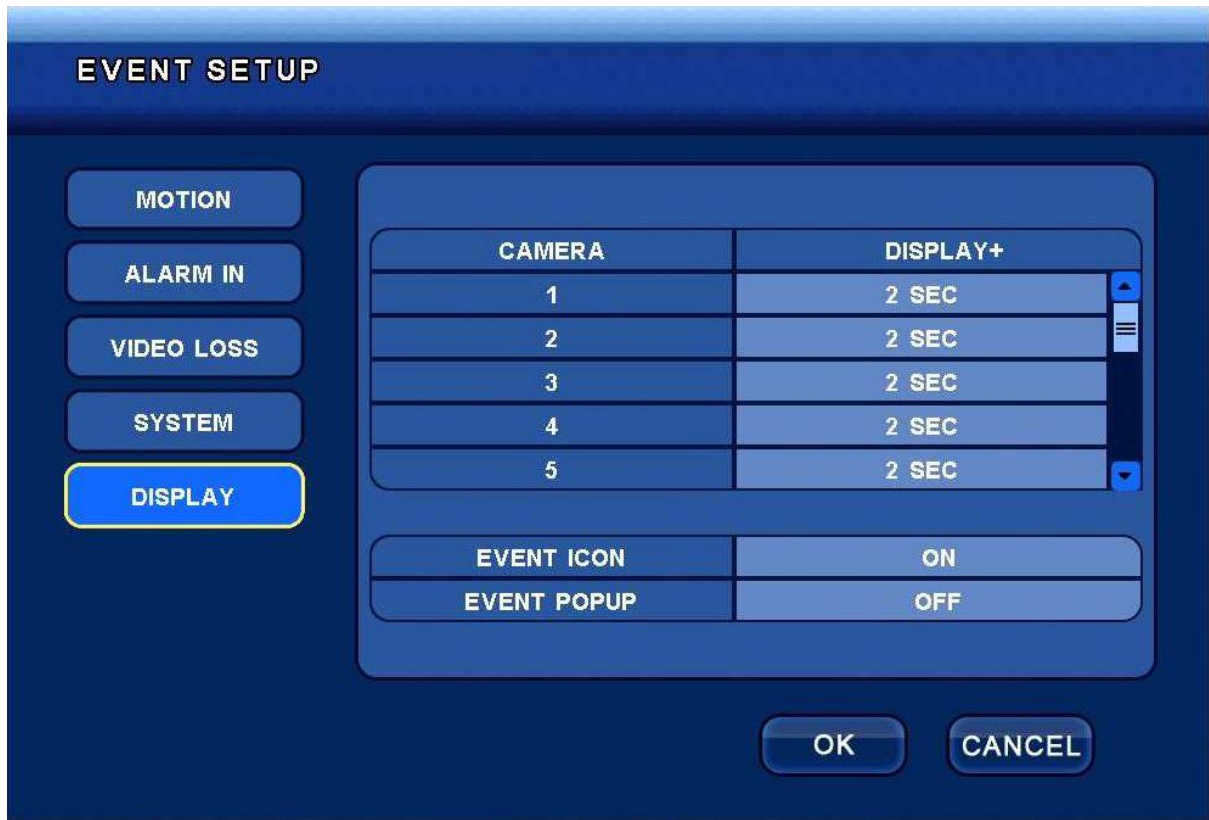 EVENT SETUP
MOTION
ALARM IN
VIDEO LOSS
SYSTEM
DISPLAY
CAMERA DISPLAY+
1 2 SEC
2 2 SEC
3 2 SEC
4 2 SEC
5 2 SEC
EVENT ICON ON
EVENT POPUP OFF
OK CANCEL